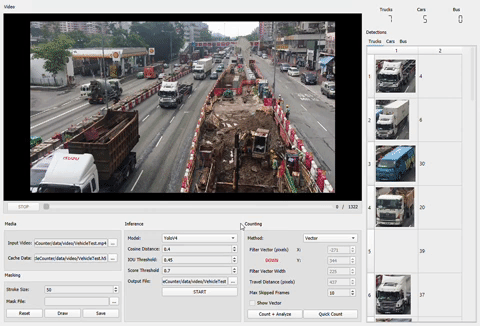 Video
Trucks Cars Bus
7 5 0
Detections
Trucks Cars Bus
1 2
1 4
2 6
3 30
4 20
5 39
6 37
ISUZU
STOP 0 / 1322
Media Inference Counting
Input Video: Counter/data/video/VehicleTest.mp4 ...
Cache Data: Counter/data/video/VehicleTest.h5 ...
Masking
Stroke Size: 50
Mask File: ...
Reset Draw Save
Model: YoloV4
Cosine Distance: 0.4
IOU Threshold: 0.45
Score Threshold 0.7
Output File: eCounter/data/video/VehicleTest ...
START
Method: Vector
Filter Vector (pixels) X: -271
DOWN Y: 344
Filter Vector Width 235
Travel Distance (pixels) 437
Max Skipped Frames 10
Show Vector
Count + Analyze Quick Count